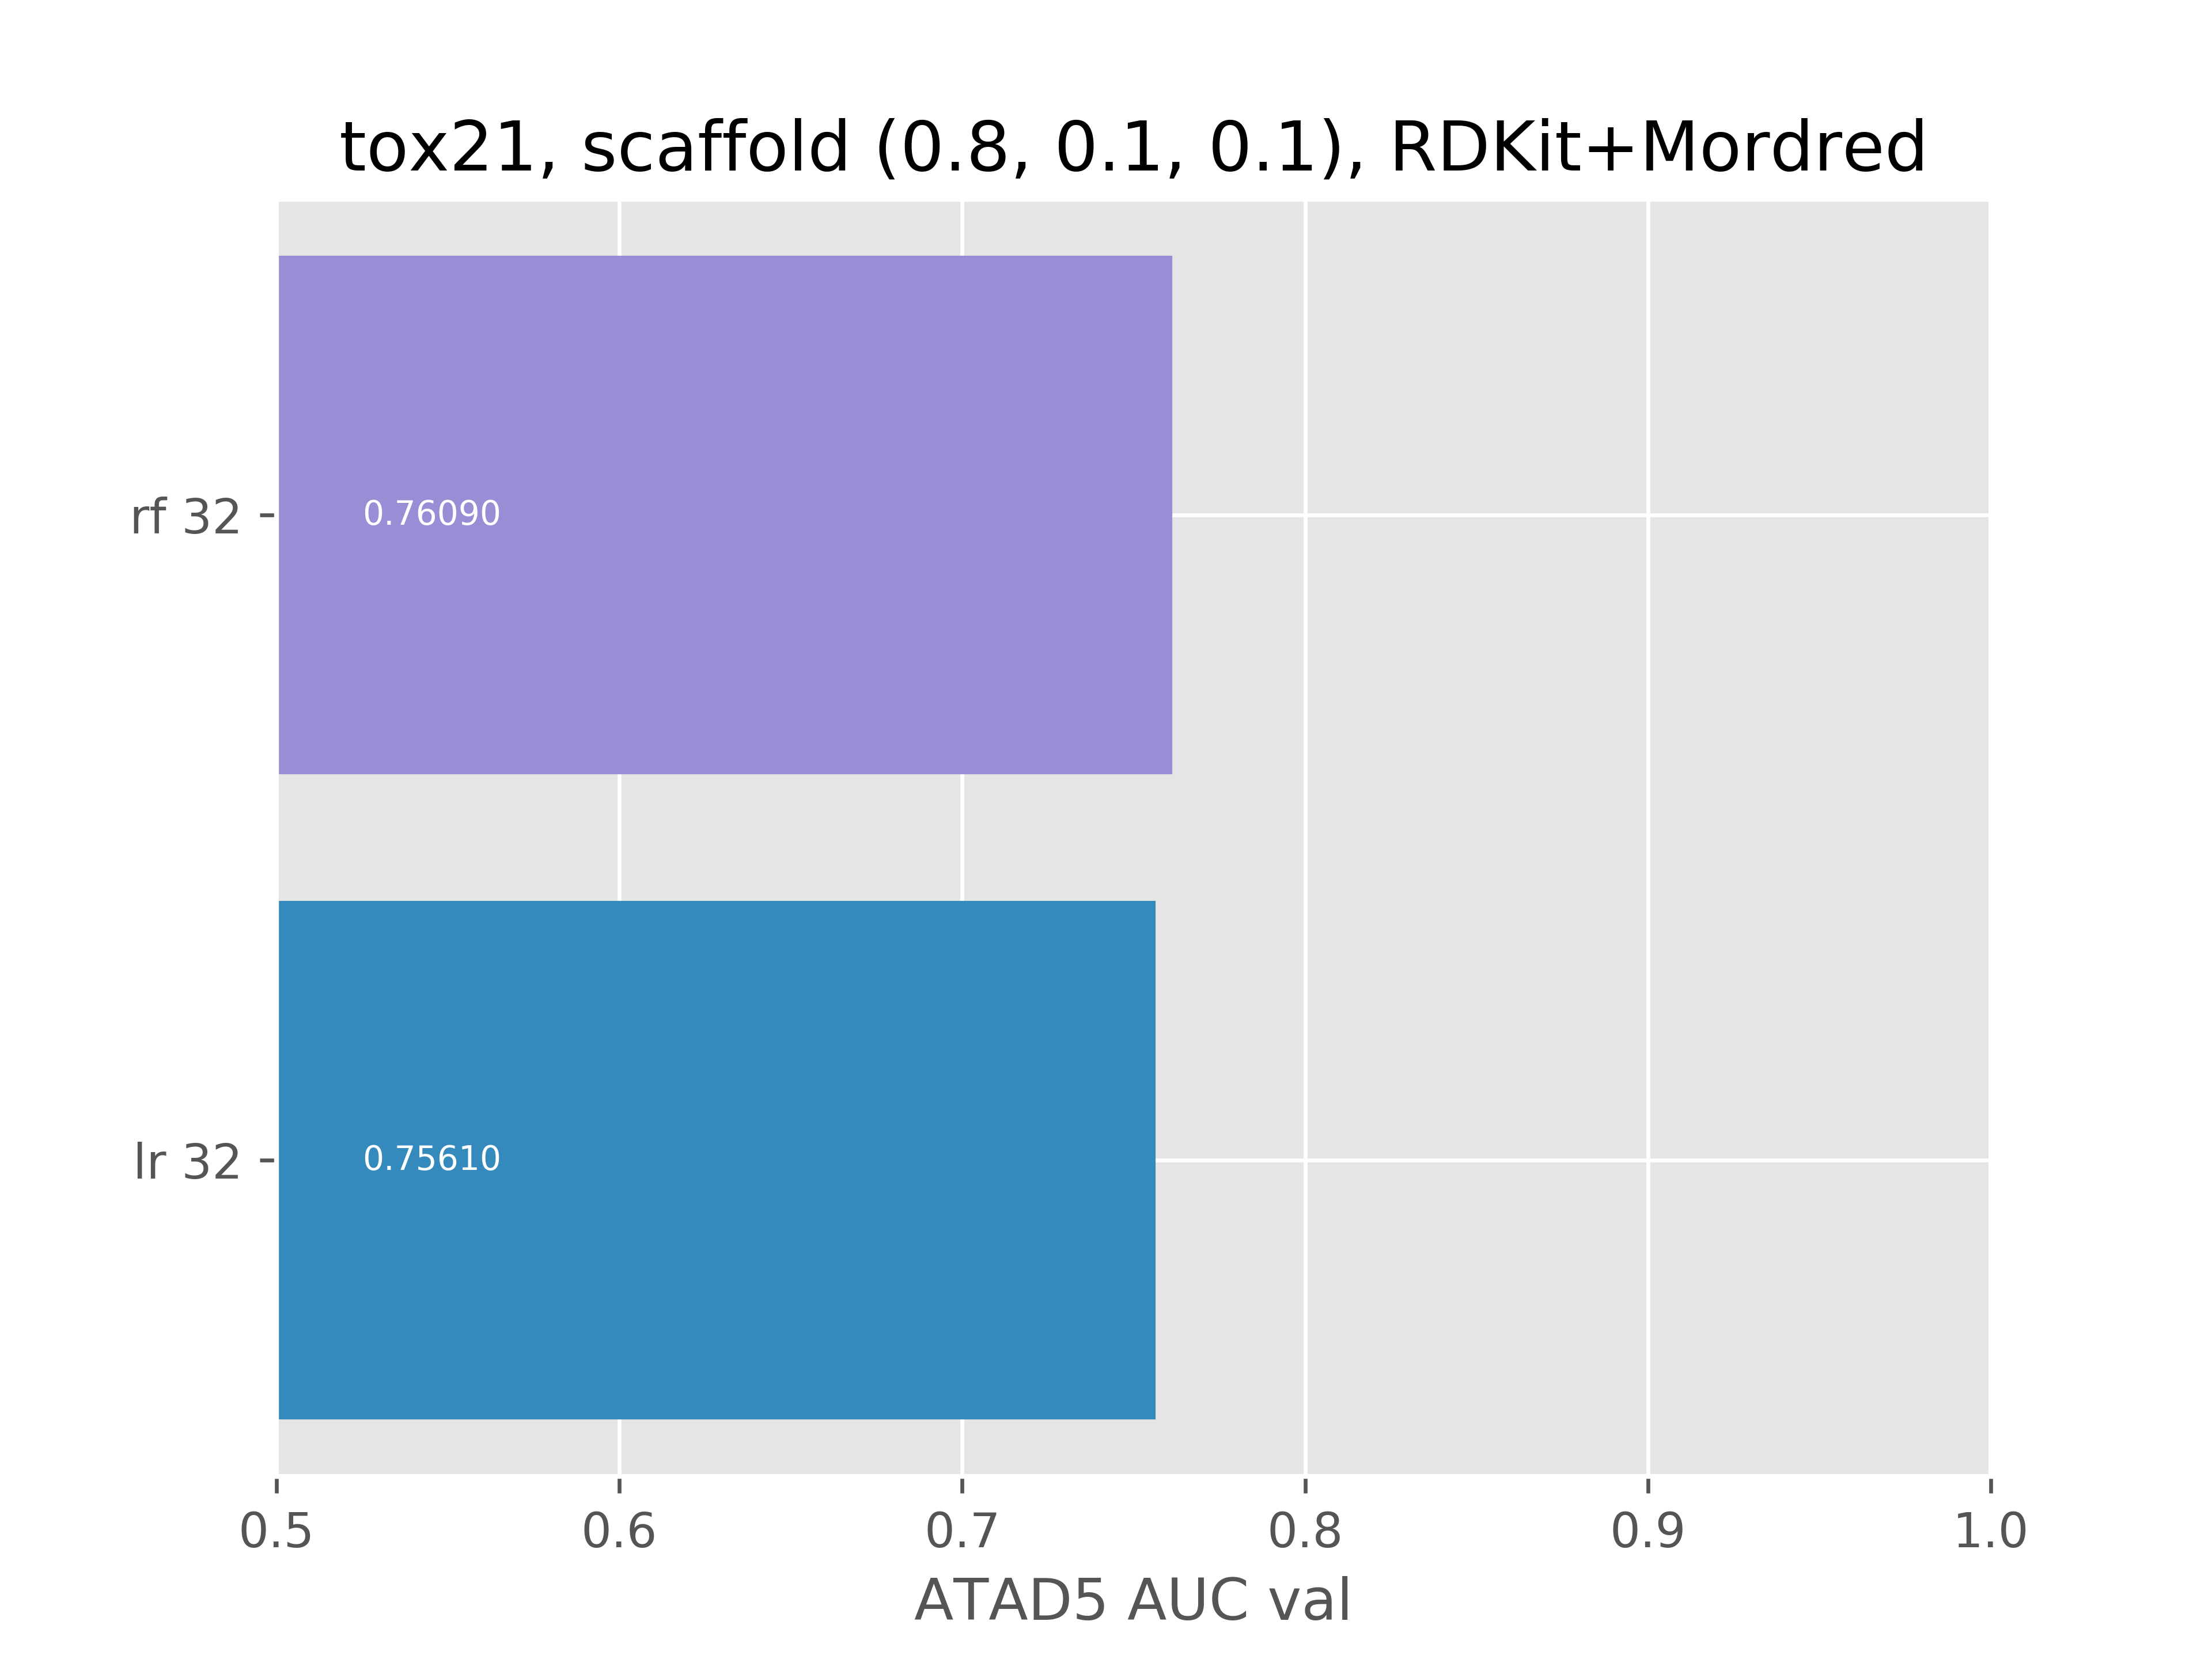 tox21, scaffold (0.8, 0.1, 0.1), RDKit+Mordred
rf 32
0.76090
lr 32
0.75610
0.5 0.6 0.7 0.8 0.9 1.0
ATAD5 AUC val